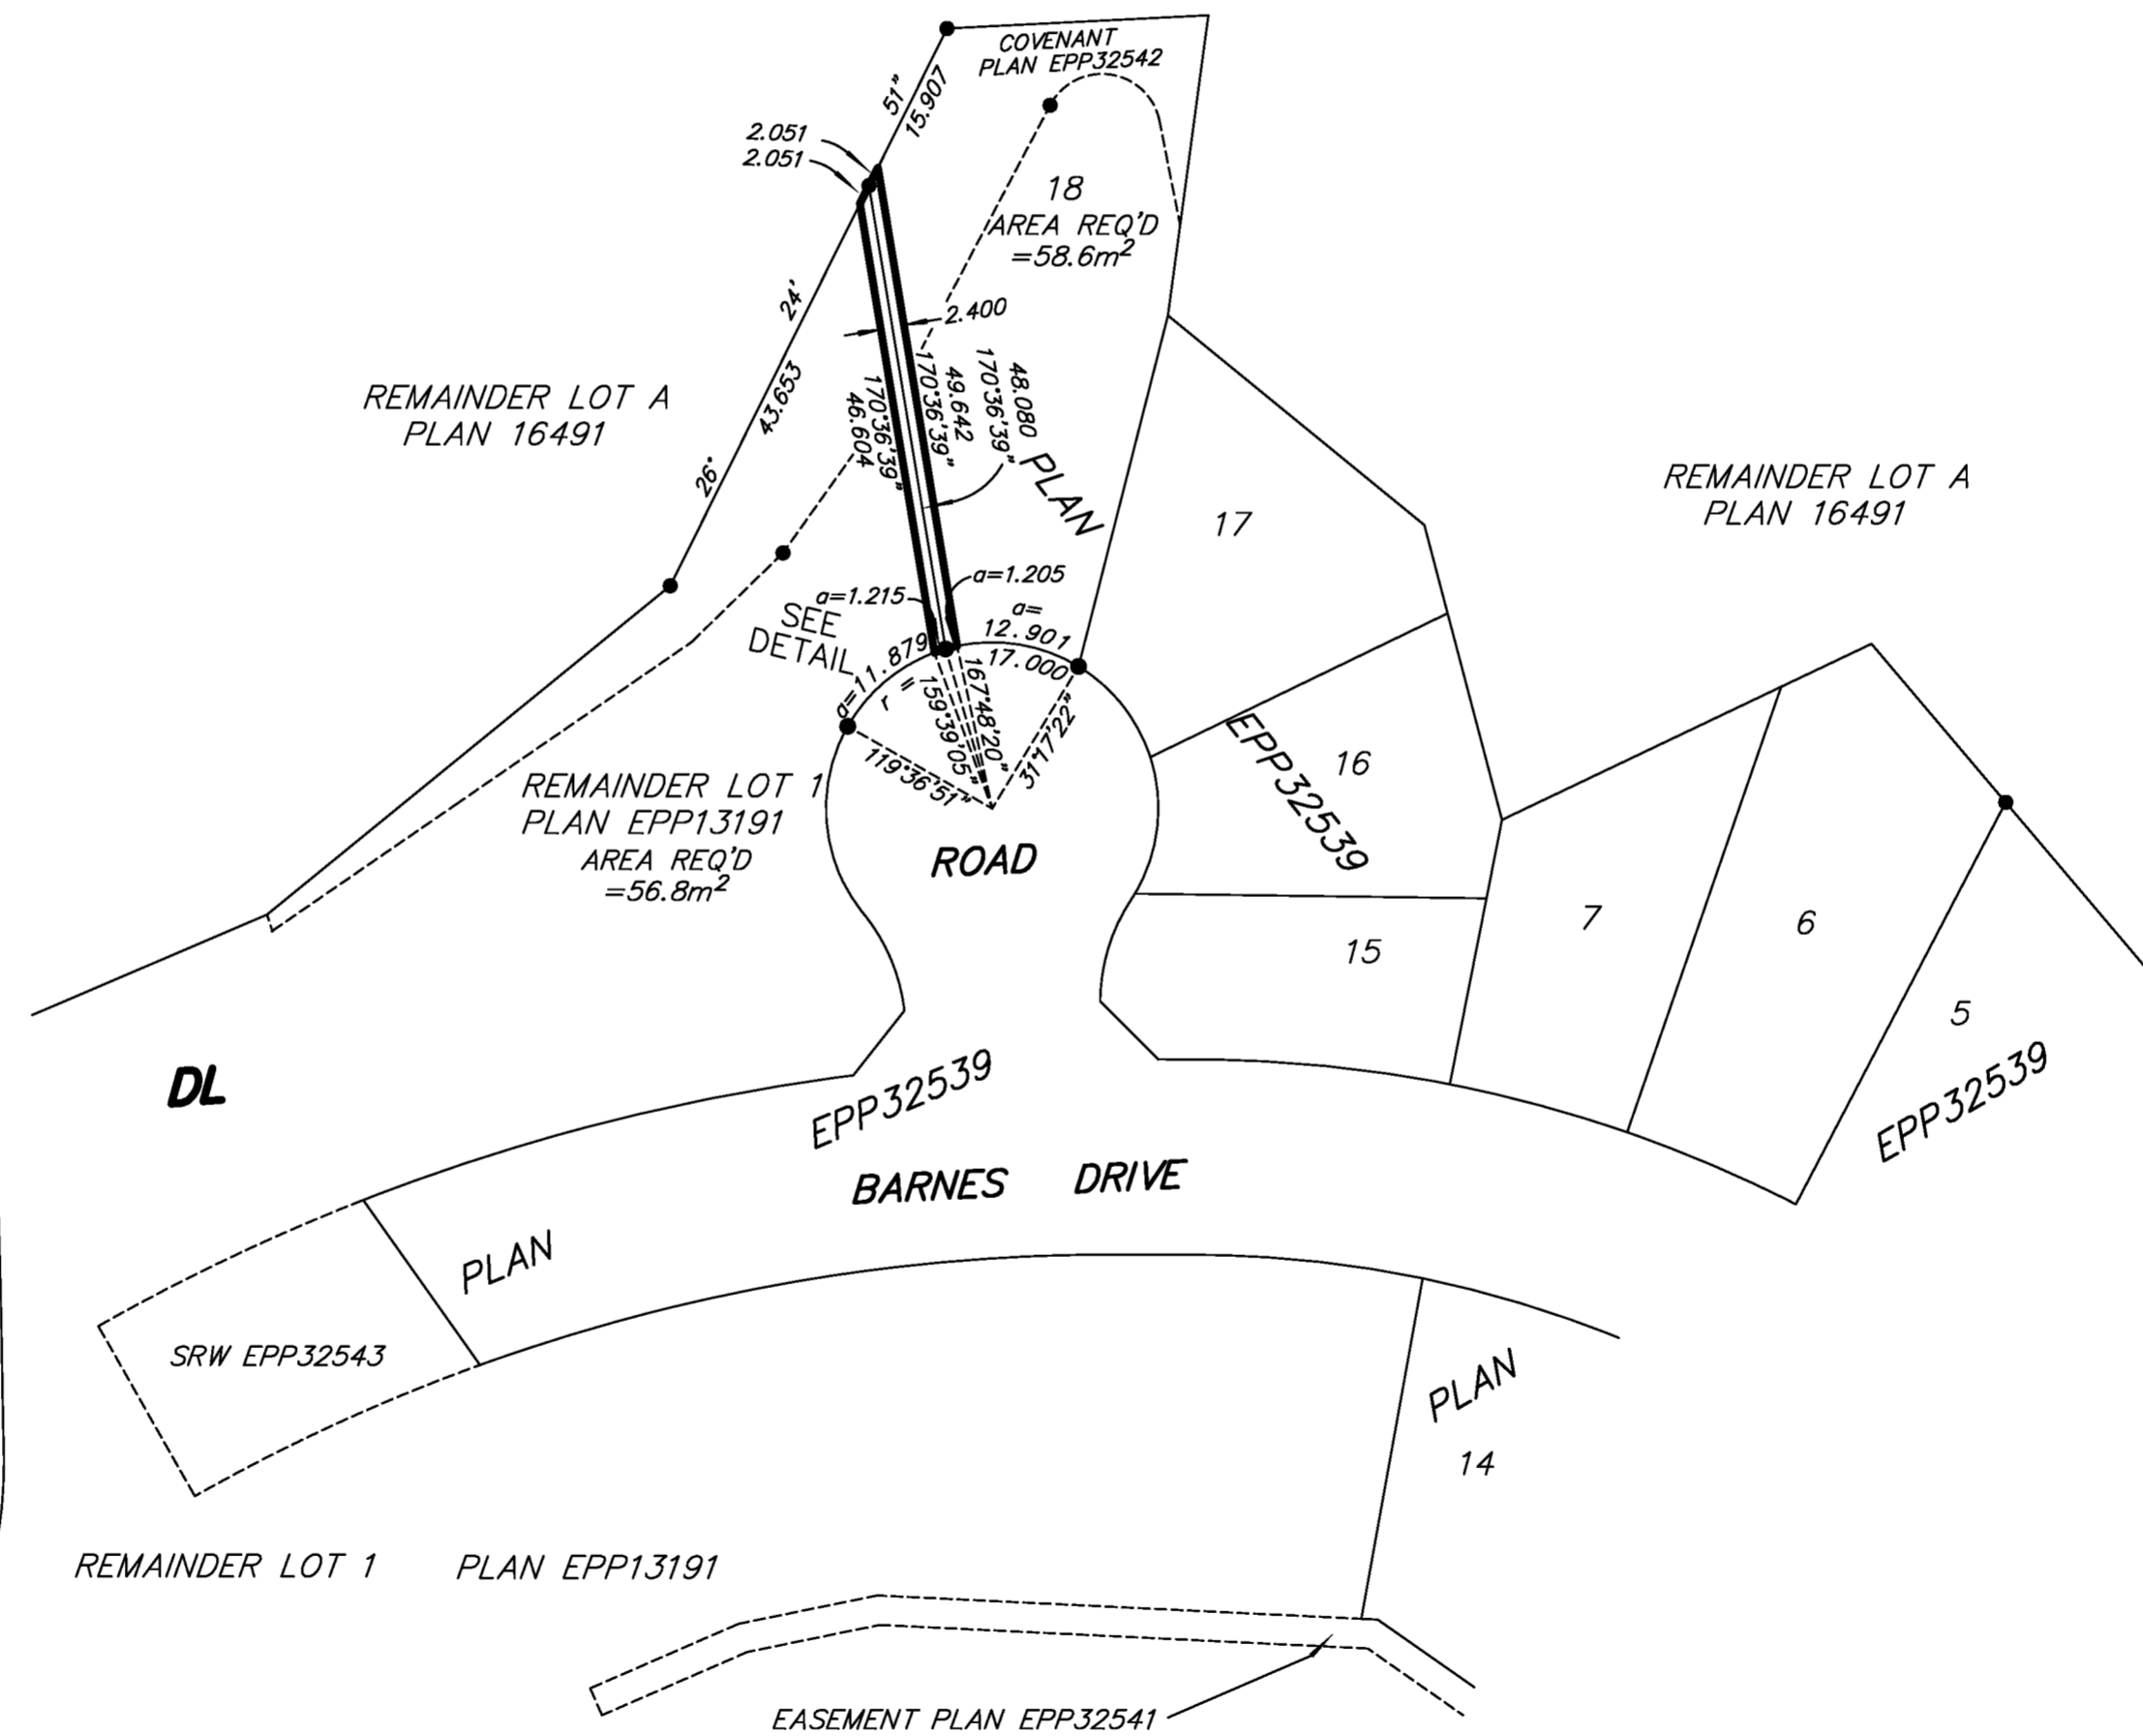 COVENANT
PLAN EPP32542
51"
15.907
2.051
2.051
18
AREA REQ'D
=58.6m²
24'
2.400
43.653
REMAINDER LOT A
PLAN 16491
170°36'39"
46.604
170°36'39"
49.642
170°36'39"
48.080
PLAN
26°
17
REMAINDER LOT A
PLAN 16491
a=1.215
a=1.205
SEE
DETAIL
a=
12.901
a=11.879
r =
17.000
159°39'05"
167°48'20"
119°36'51"
31°17'22"
REMAINDER LOT 1
PLAN EPP13191
AREA REQ'D
=56.8m²
ROAD
EPP32539
16
15
7
6
5
DL
EPP32539
EPP32539
BARNES DRIVE
PLAN
SRW EPP32543
PLAN
14
REMAINDER LOT 1 PLAN EPP13191
EASEMENT PLAN EPP32541